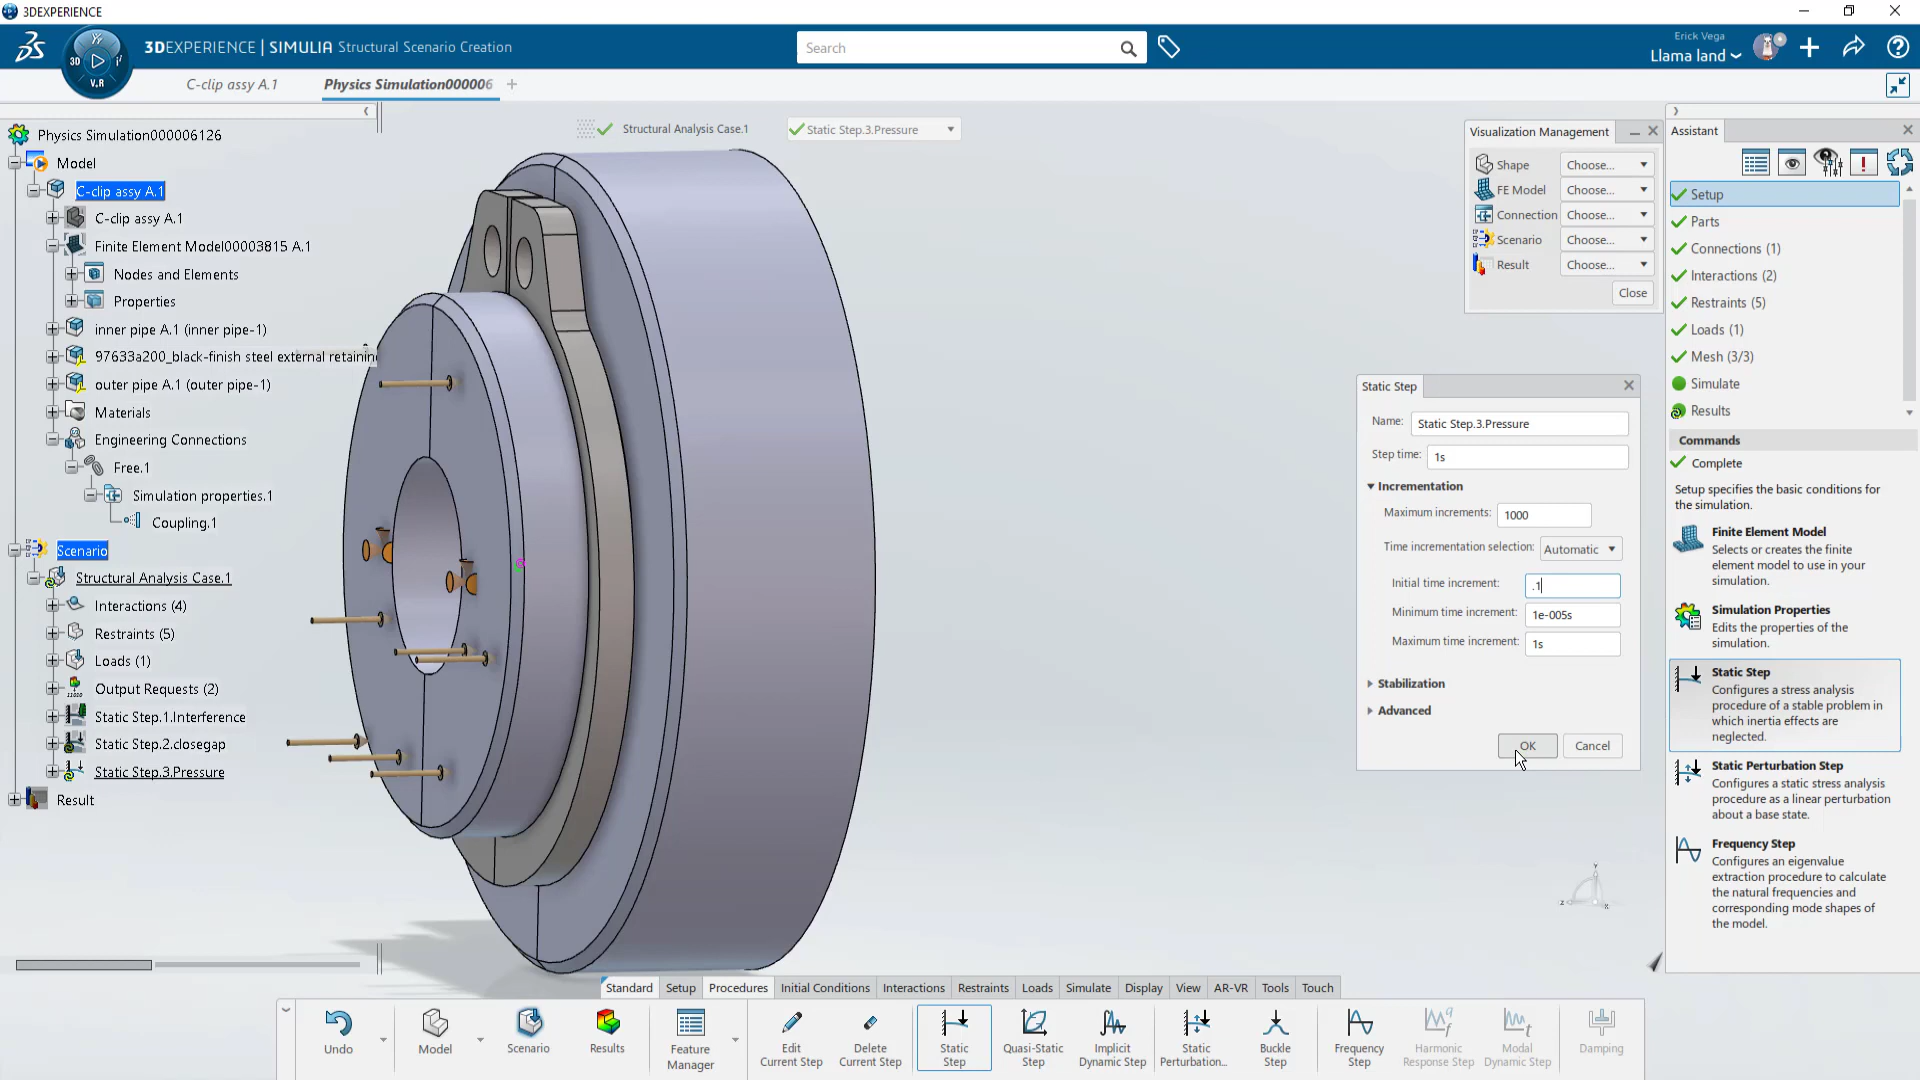 3DEXPERIENCE
3DEXPERIENCE | SIMULIA Structural Scenario Creation
Search
Erick Vega
Llama land
3D
V.R
C-clip assy A.1
Physics Simulation000006
Physics Simulation000006126
Model
C-clip assy A.1
C-clip assy A.1
Finite Element Model00003815 A.1
Nodes and Elements
Properties
inner pipe A.1 (inner pipe-1)
97633a200_black-finish steel external retaining
outer pipe A.1 (outer pipe-1)
Materials
Engineering Connections
Free.1
Simulation properties.1
Coupling.1
Scenario
Structural Analysis Case.1
Interactions (4)
Restraints (5)
Loads (1)
Output Requests (2)
Static Step.1.Interference
Static Step.2.closegap
Static Step.3.Pressure
Result
Structural Analysis Case.1
Static Step.3.Pressure
Visualization Management
Shape Choose...
FE Model Choose...
Connection Choose...
Scenario Choose...
Result Choose...
Close
Static Step
Name: Static Step.3.Pressure
Step time: 1s
Incrementation
Maximum increments: 1000
Time incrementation selection: Automatic
Initial time increment: .1
Minimum time increment: 1e-005s
Maximum time increment: 1s
Stabilization
Advanced
OK Cancel
Assistant
Setup
Parts
Connections (1)
Interactions (2)
Restraints (5)
Loads (1)
Mesh (3/3)
Simulate
Results
Commands
Complete
Setup specifies the basic conditions for
the simulation.
Finite Element Model
Selects or creates the finite
element model to use in your
simulation.
Simulation Properties
Edits the properties of the
simulation.
Static Step
Configures a stress analysis
procedure of a stable problem in
which inertia effects are
neglected.
Static Perturbation Step
Configures a static stress analysis
procedure as a linear perturbation
about a base state.
Frequency Step
Configures an eigenvalue
extraction procedure to calculate
the natural frequencies and
corresponding mode shapes of
the model.
Standard Setup Procedures Initial Conditions Interactions Restraints Loads Simulate Display View AR-VR Tools Touch
Undo
Model
Scenario
Results
Feature
Manager
Edit
Current Step
Delete
Current Step
Static
Step
Quasi-Static
Step
Implicit
Dynamic Step
Static
Perturbation...
Buckle
Step
Frequency
Step
Harmonic
Response Step
Modal
Dynamic Step
Damping